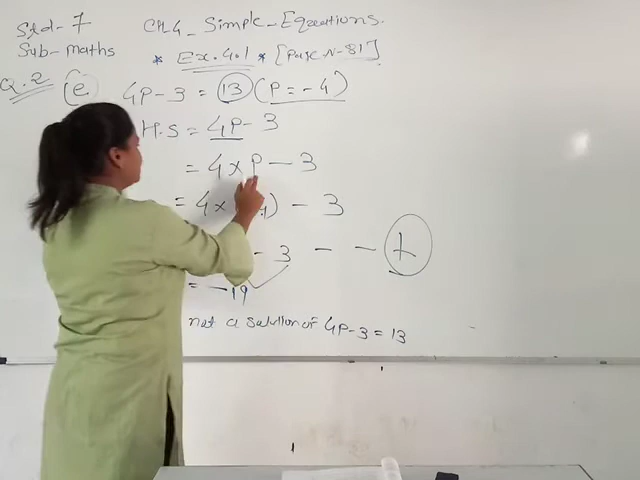 Std-7 CH.4_Simple-Equations.
Sub-maths * Ex.4.1 * [Page N-81]
Q.2 (e) 4P-3 = 13 (P=-4)
H.S = 4P-3
= 4×P-3
= 4× 4) - 3
- 3 - - +
= -19
not a solution of 4P-3=13